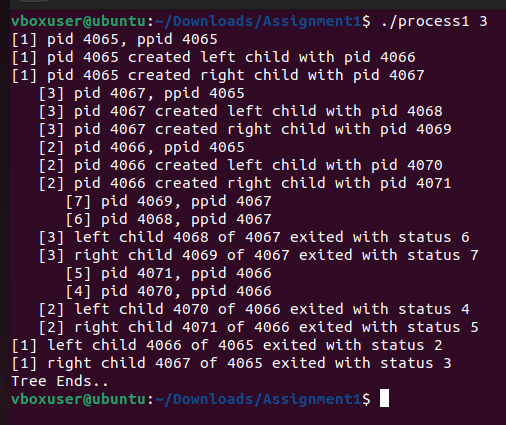 vboxuser@ubuntu:~/Downloads/Assignment1$ ./process1 3
[1] pid 4065, ppid 4065
[1] pid 4065 created left child with pid 4066
[1] pid 4065 created right child with pid 4067
[3] pid 4067, ppid 4065
[3] pid 4067 created left child with pid 4068
[3] pid 4067 created right child with pid 4069
[2] pid 4066, ppid 4065
[2] pid 4066 created left child with pid 4070
[2] pid 4066 created right child with pid 4071
[7] pid 4069, ppid 4067
[6] pid 4068, ppid 4067
[3] left child 4068 of 4067 exited with status 6
[3] right child 4069 of 4067 exited with status 7
[5] pid 4071, ppid 4066
[4] pid 4070, ppid 4066
[2] left child 4070 of 4066 exited with status 4
[2] right child 4071 of 4066 exited with status 5
[1] left child 4066 of 4065 exited with status 2
[1] right child 4067 of 4065 exited with status 3
Tree Ends..
vboxuser@ubuntu:~/Downloads/Assignment1$